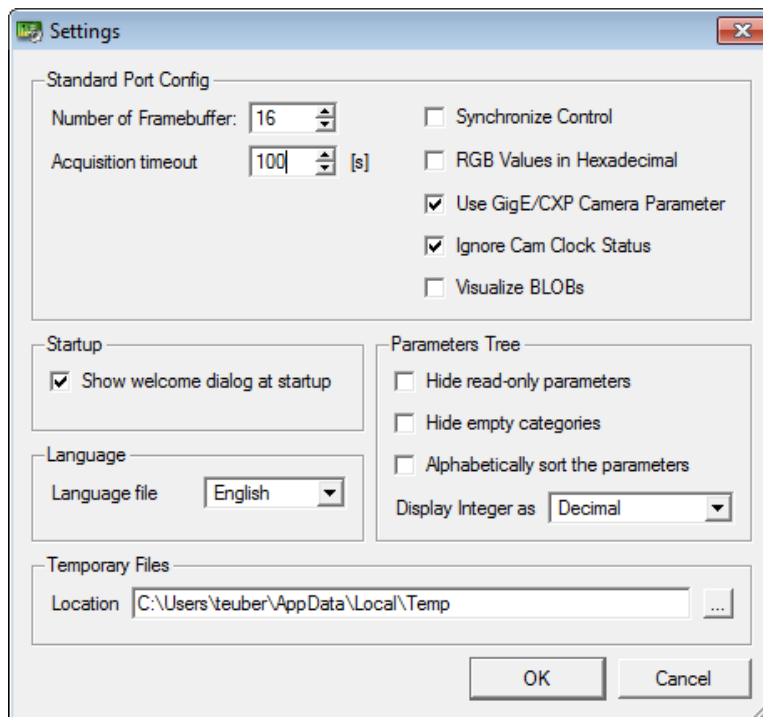 Settings
Standard Port Config
Number of Framebuffer: 16
Acquisition timeout 100 [s]
Synchronize Control
RGB Values in Hexadecimal
Use GigE/CXP Camera Parameter
Ignore Cam Clock Status
Visualize BLOBs
Startup
Show welcome dialog at startup
Language
Language file English
Parameters Tree
Hide read-only parameters
Hide empty categories
Alphabetically sort the parameters
Display Integer as Decimal
Temporary Files
Location C:\Users\teuber\AppData\Local\Temp ...
OK Cancel